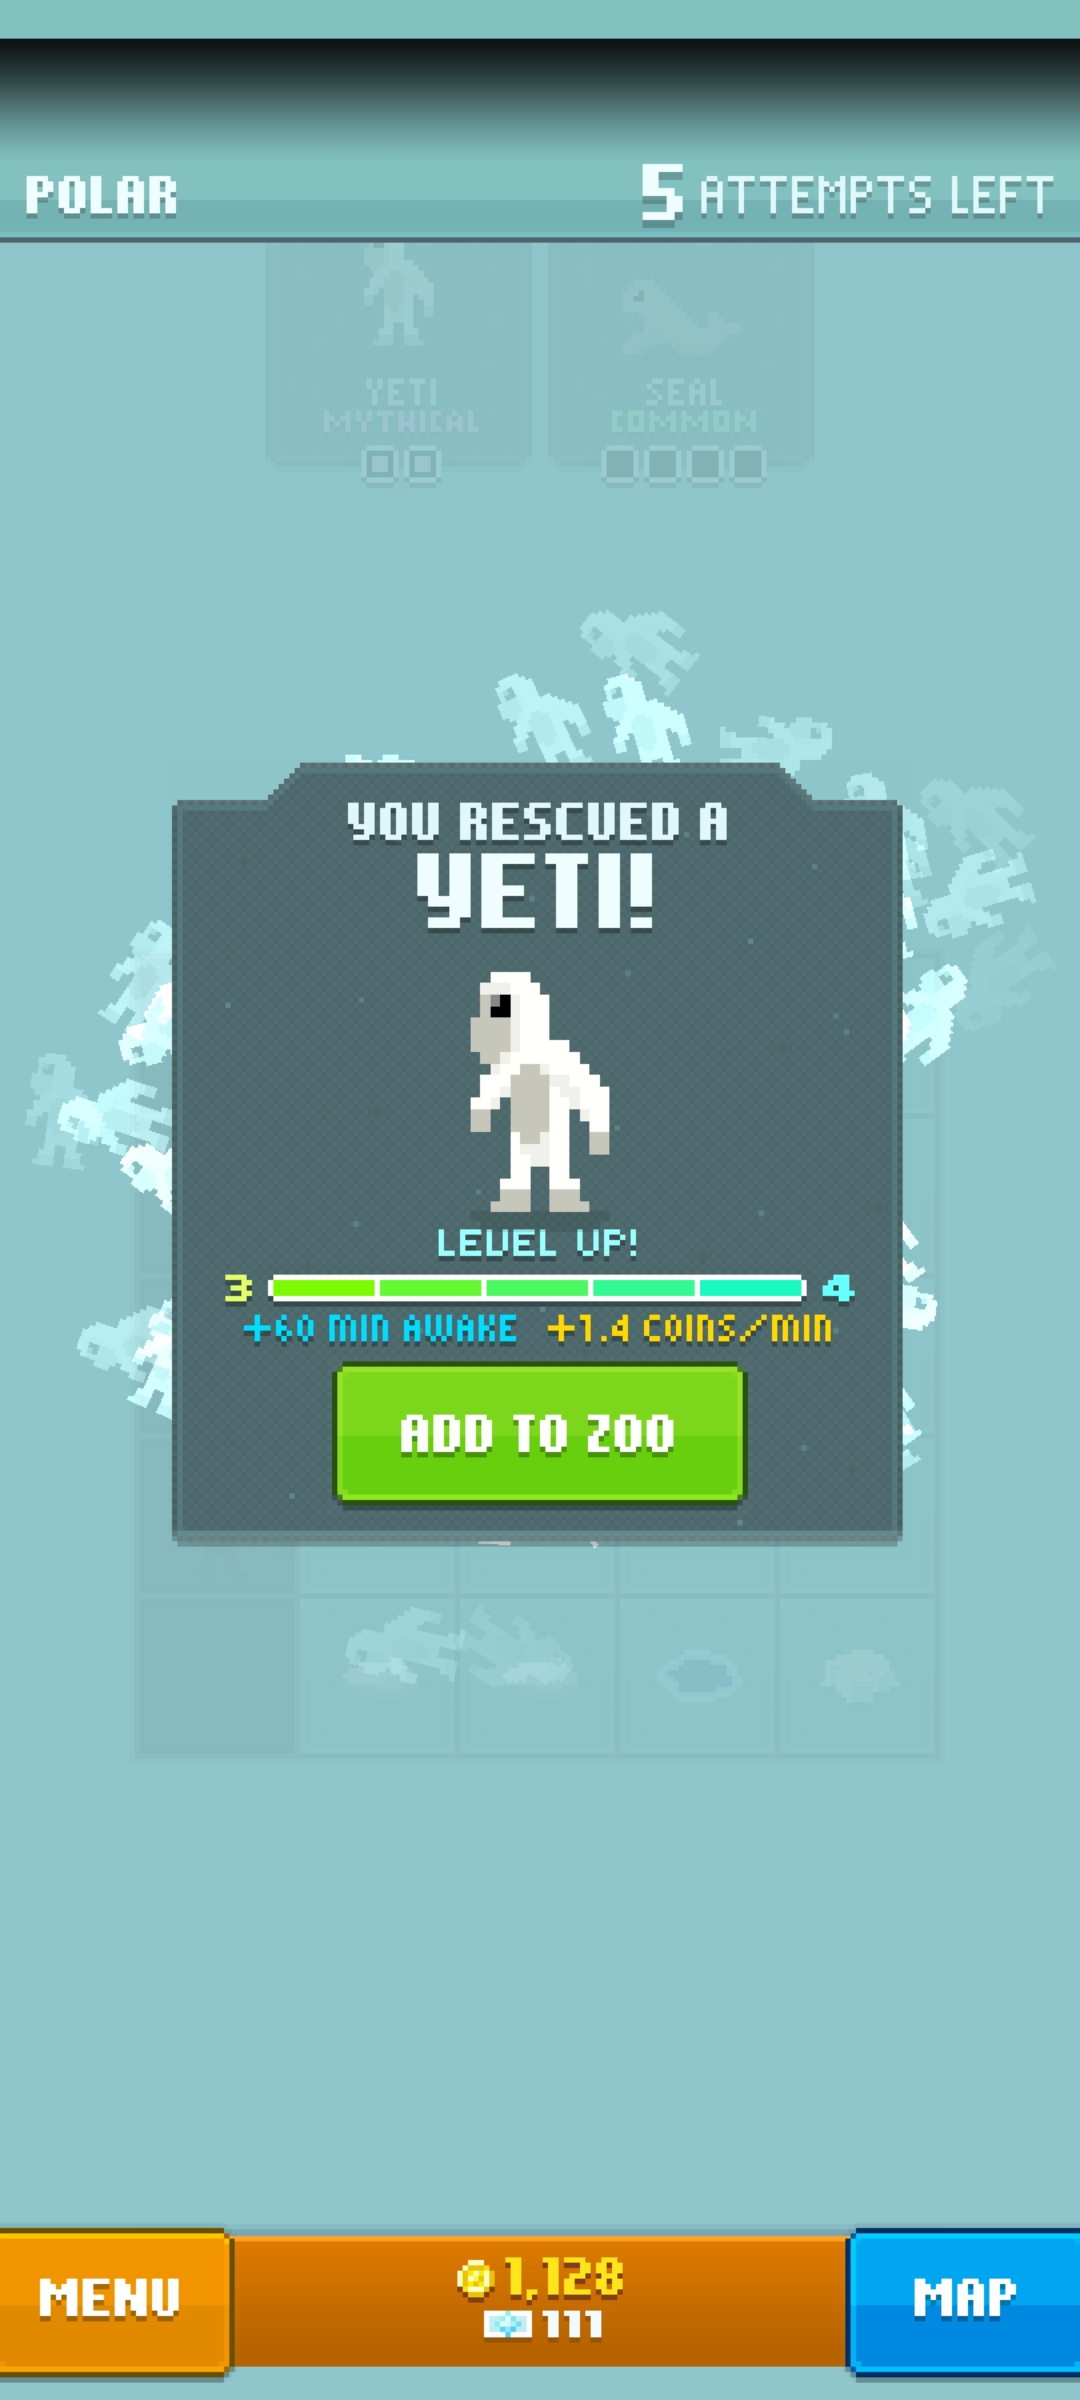 POLAR
5 ATTEMPTS LEFT
YETI
MYTHICAL
SEAL
COMMON
YOU RESCUED A
YETI!
LEVEL UP!
3
4
+60 MIN AWAKE +1.4 COINS/MIN
ADD TO ZOO
MENU
1,128
111
MAP